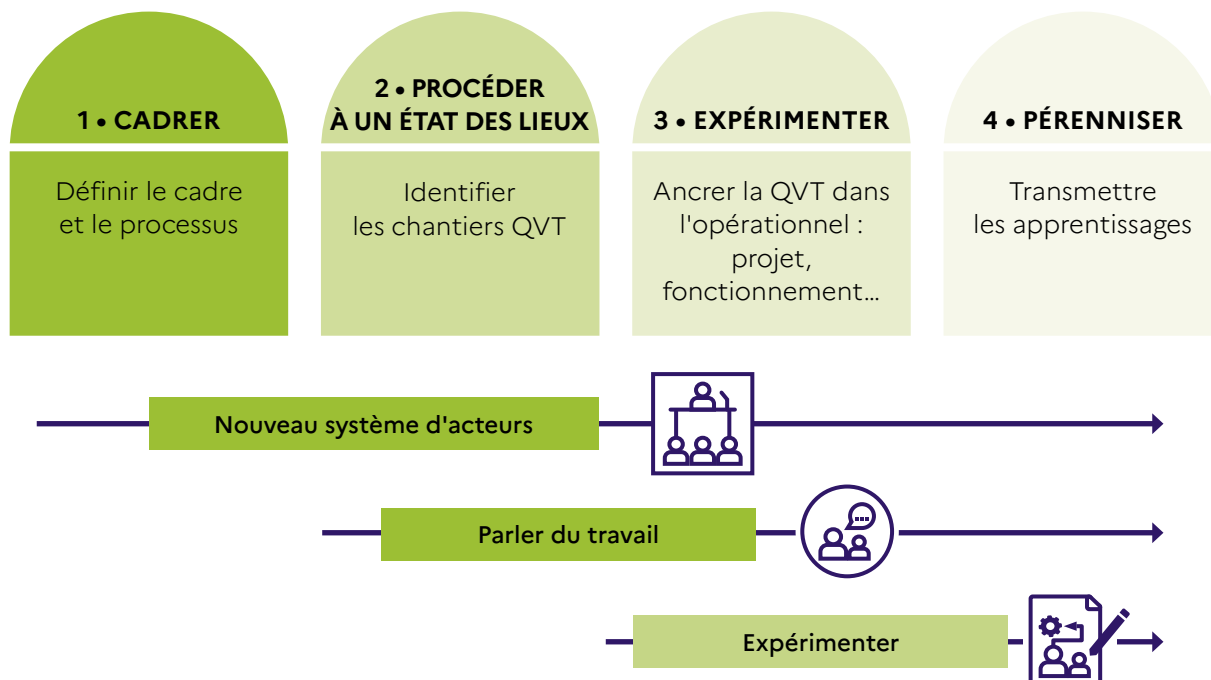 1 • CADRER
Définir le cadre
et le processus
2 • PROCÉDER
À UN ÉTAT DES LIEUX
Identifier
les chantiers QVT
3 • EXPÉRIMENTER
Ancrer la QVT dans
l'opérationnel :
projet,
fonctionnement...
4 • PÉRENNISER
Transmettre
les apprentissages
Nouveau système d'acteurs
Parler du travail
Expérimenter